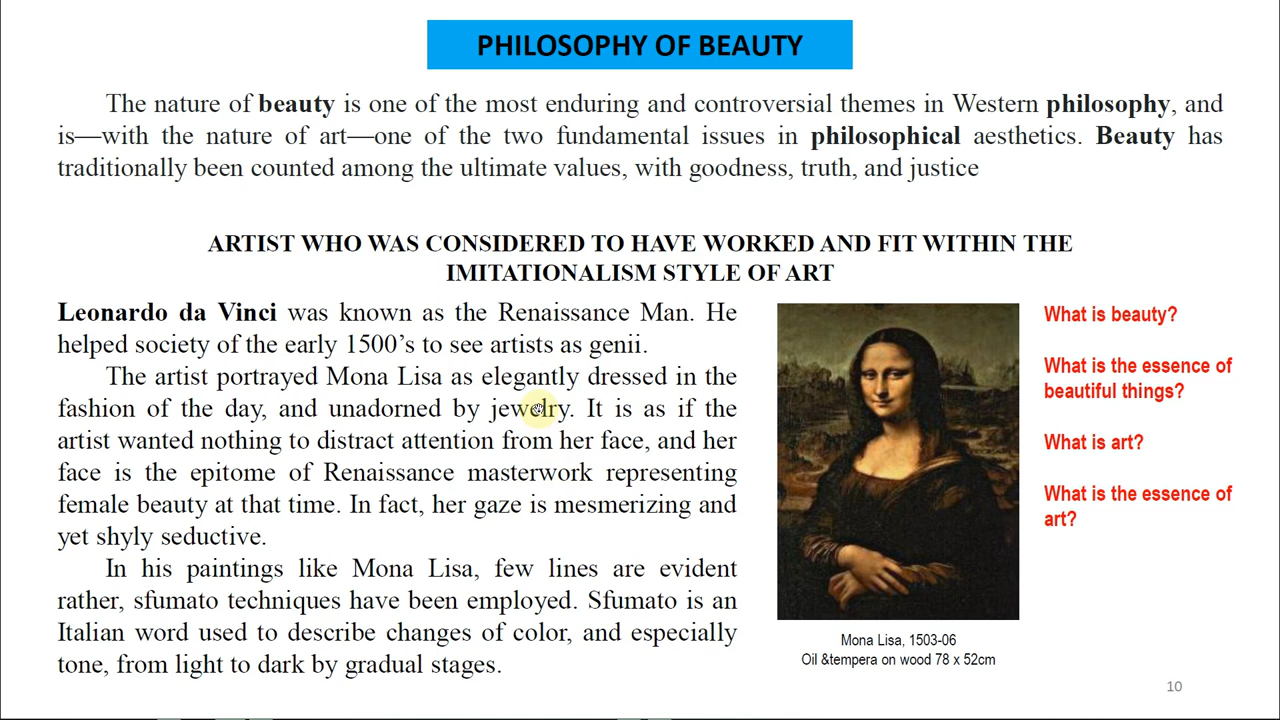 PHILOSOPHY OF BEAUTY
The nature of beauty is one of the most enduring and controversial themes in Western philosophy, and
is—with the nature of art—one of the two fundamental issues in philosophical aesthetics. Beauty has
traditionally been counted among the ultimate values, with goodness, truth, and justice
ARTIST WHO WAS CONSIDERED TO HAVE WORKED AND FIT WITHIN THE
IMITATIONALISM STYLE OF ART
Leonardo da Vinci was known as the Renaissance Man. He
helped society of the early 1500’s to see artists as genii.
The artist portrayed Mona Lisa as elegantly dressed in the
fashion of the day, and unadorned by jewelry. It is as if the
artist wanted nothing to distract attention from her face, and her
face is the epitome of Renaissance masterwork representing
female beauty at that time. In fact, her gaze is mesmerizing and
yet shyly seductive.
In his paintings like Mona Lisa, few lines are evident
rather, sfumato techniques have been employed. Sfumato is an
Italian word used to describe changes of color, and especially
tone, from light to dark by gradual stages.
Mona Lisa, 1503-06
Oil &tempera on wood 78 x 52cm
What is beauty?
What is the essence of
beautiful things?
What is art?
What is the essence of
art?
10